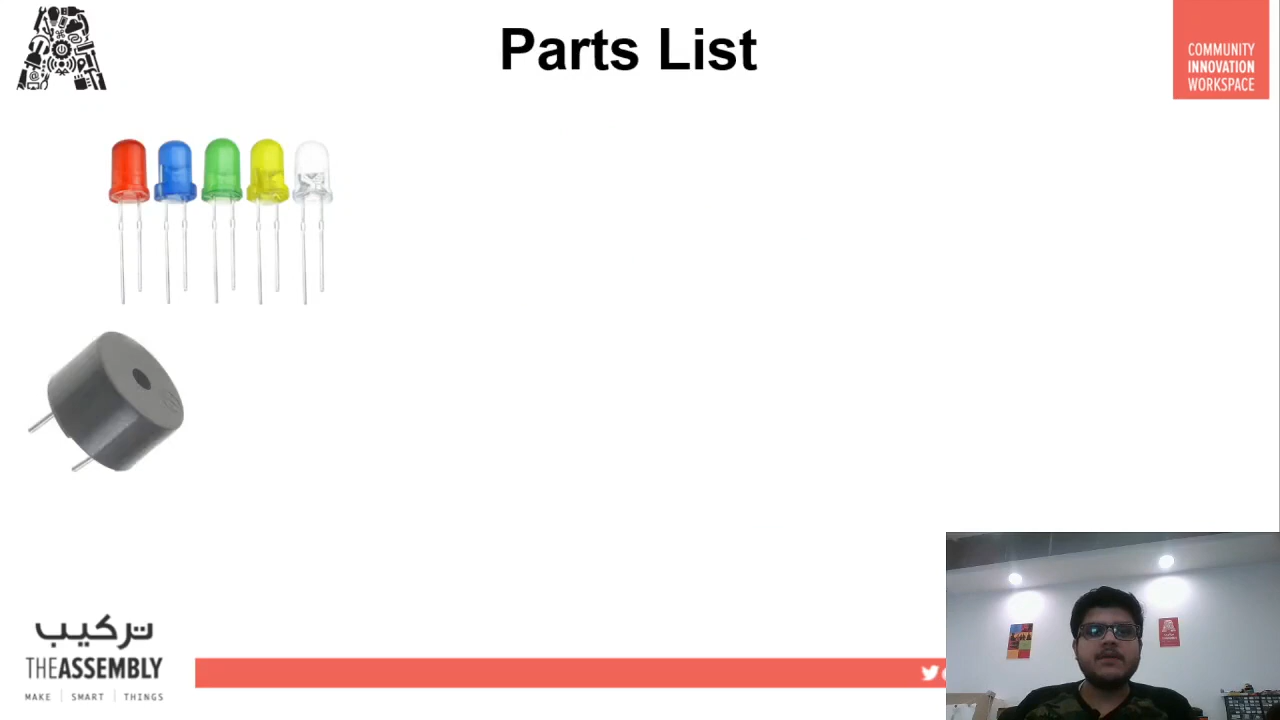 Parts List
COMMUNITY
INNOVATION
WORKSPACE
تركيب
THEASSEMBLY
MAKE | SMART | THINGS